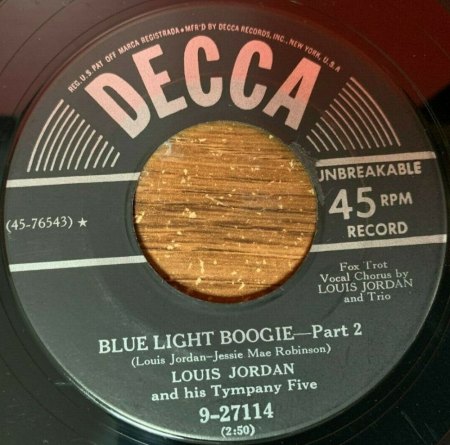 REG. U.S. PAT OFF MARCA REGISTRADA • MF'D BY DECCA RECORDS, INC., NEW YORK, U.S.A
DECCA
UNBREAKABLE
45 RPM
RECORD
(45-76543) ★
Fox Trot
Vocal Chorus by
LOUIS JORDAN
and Trio
BLUE LIGHT BOOGIE—Part 2
(Louis Jordan–Jessie Mae Robinson)
LOUIS JORDAN
and his Tympany Five
9-27114
(2:50)